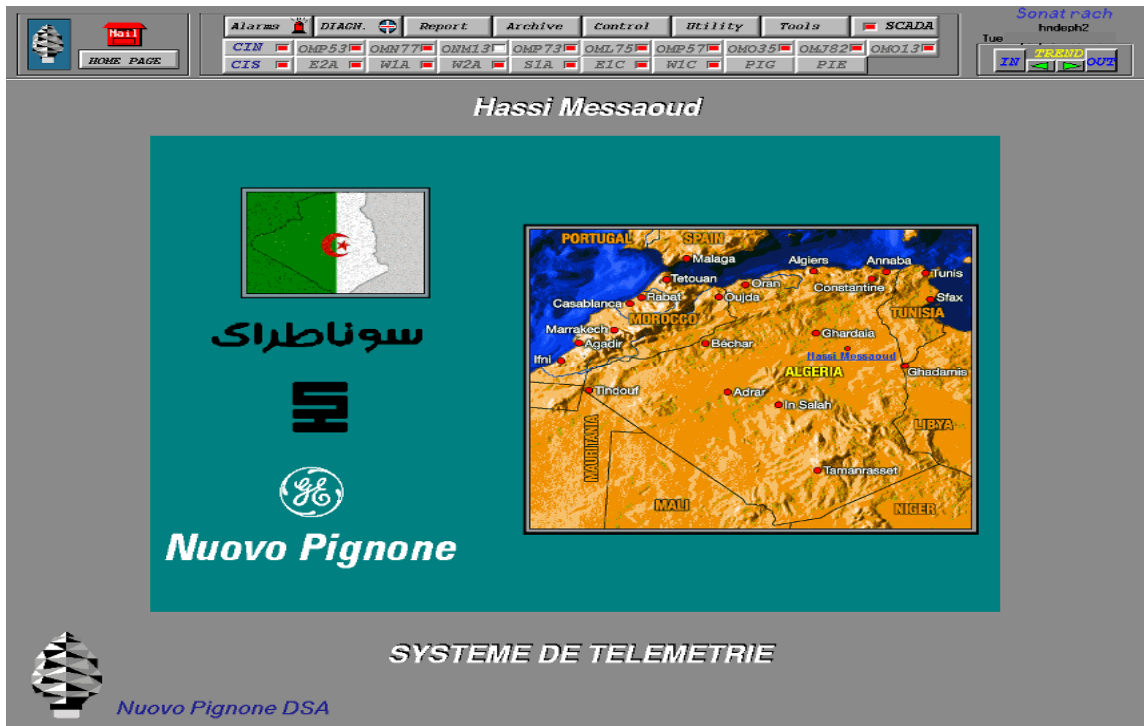 Mail
HOME PAGE
Alarms DIAGN. Report Archive Control Utility Tools SCADA
CIN OMP53 OMN77 ONM13 OMP73 OML75 OMP57 OMO35 OMJ82 OMO13
CIS E2A W1A W2A S1A E1C W1C PIG PIE
Sonatrach
hndeph2
Tue
IN TREND OUT
Hassi Messaoud
سوناطراك
GE
Nuovo Pignone
PORTUGAL SPAIN
Malaga Algiers Annaba
Tetouan Oran Constantine Tunis
Casablanca Rabat Oujda Sfax
MOROCCO TUNISIA
Marrakech Ghardaia
Agadir Béchar
Hassi Messaoud
Ifni ALGERIA Ghadamis
Tindouf Adrar
In Salah
LIBYA
MAURITANIA
Tamanrasset
MALI NIGER
SYSTEME DE TELEMETRIE
Nuovo Pignone DSA